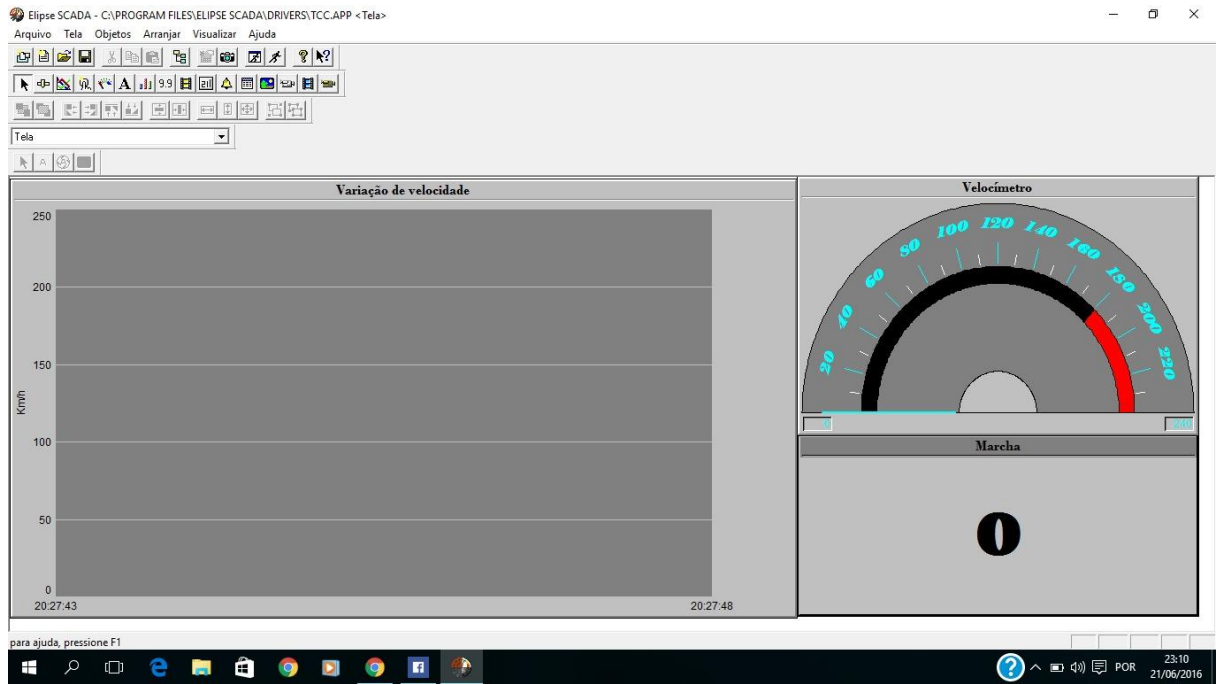 Elipse SCADA - C:\PROGRAM FILES\ELIPSE SCADA\DRIVERS\TCC.APP <Tela>
Arquivo Tela Objetos Arranjar Visualizar Ajuda
A 9.9
Tela
A
Variação de velocidade
250
200
150
100
50
0
Km/h
20:27:43 20:27:48
Velocímetro
20 40 60 80 100 120 140 160 180 200 220
0 240
Marcha
0
para ajuda, pressione F1
POR
23:10
21/06/2016